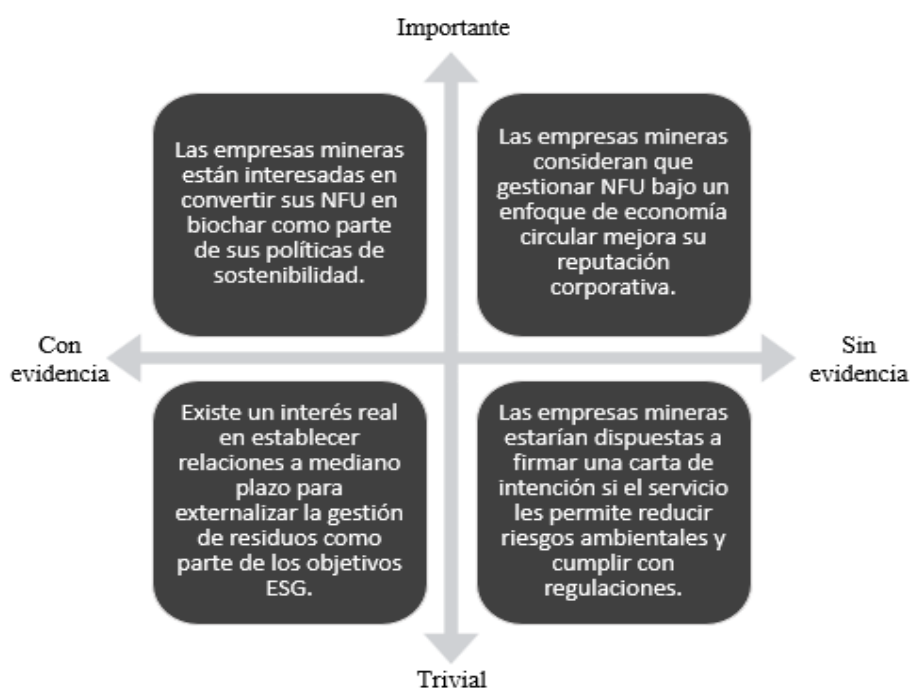 Importante
Las empresas mineras
están interesadas en
convertir sus NFU en
biochar como parte
de sus políticas de
sostenibilidad.
Las empresas mineras
consideran que
gestionar NFU bajo un
enfoque de economía
circular mejora su
reputación
corporativa.
Con
evidencia
Sin
evidencia
Existe un interés real
en establecer
relaciones a mediano
plazo para
externalizar la gestión
de residuos como
parte de los objetivos
ESG.
Las empresas mineras
estarían dispuestas a
firmar una carta de
intención si el servicio
les permite reducir
riesgos ambientales y
cumplir con
regulaciones.
Trivial